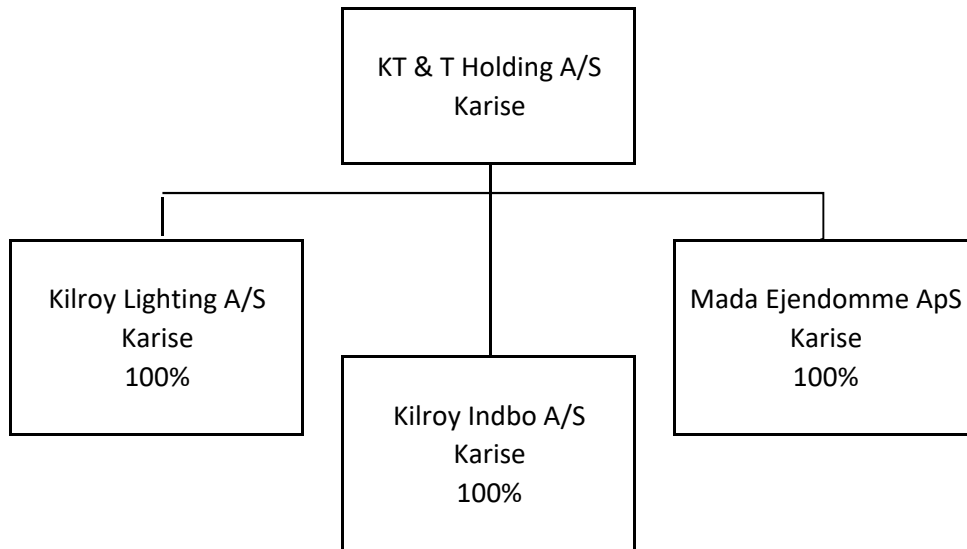 KT & T Holding A/S
Karise
Kilroy Lighting A/S
Karise
100%
Kilroy Indbo A/S
Karise
100%
Mada Ejendomme ApS
Karise
100%